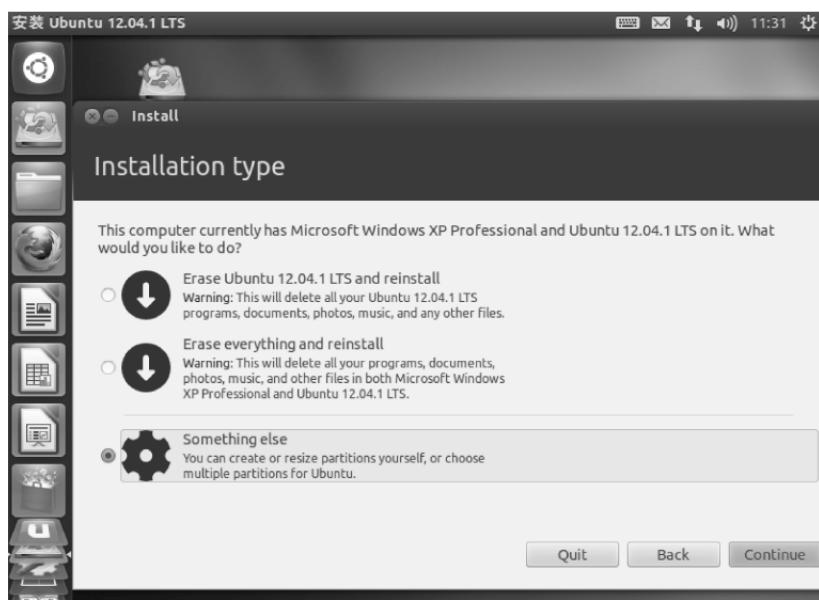 安装 Ubuntu 12.04.1 LTS
11:31
Install
Installation type
This computer currently has Microsoft Windows XP Professional and Ubuntu 12.04.1 LTS on it. What
would you like to do?
Erase Ubuntu 12.04.1 LTS and reinstall
Warning: This will delete all your Ubuntu 12.04.1 LTS
programs, documents, photos, music, and any other files.
Erase everything and reinstall
Warning: This will delete all your programs, documents,
photos, music, and other files in both Microsoft Windows
XP Professional and Ubuntu 12.04.1 LTS.
Something else
You can create or resize partitions yourself, or choose
multiple partitions for Ubuntu.
Quit
Back
Continue